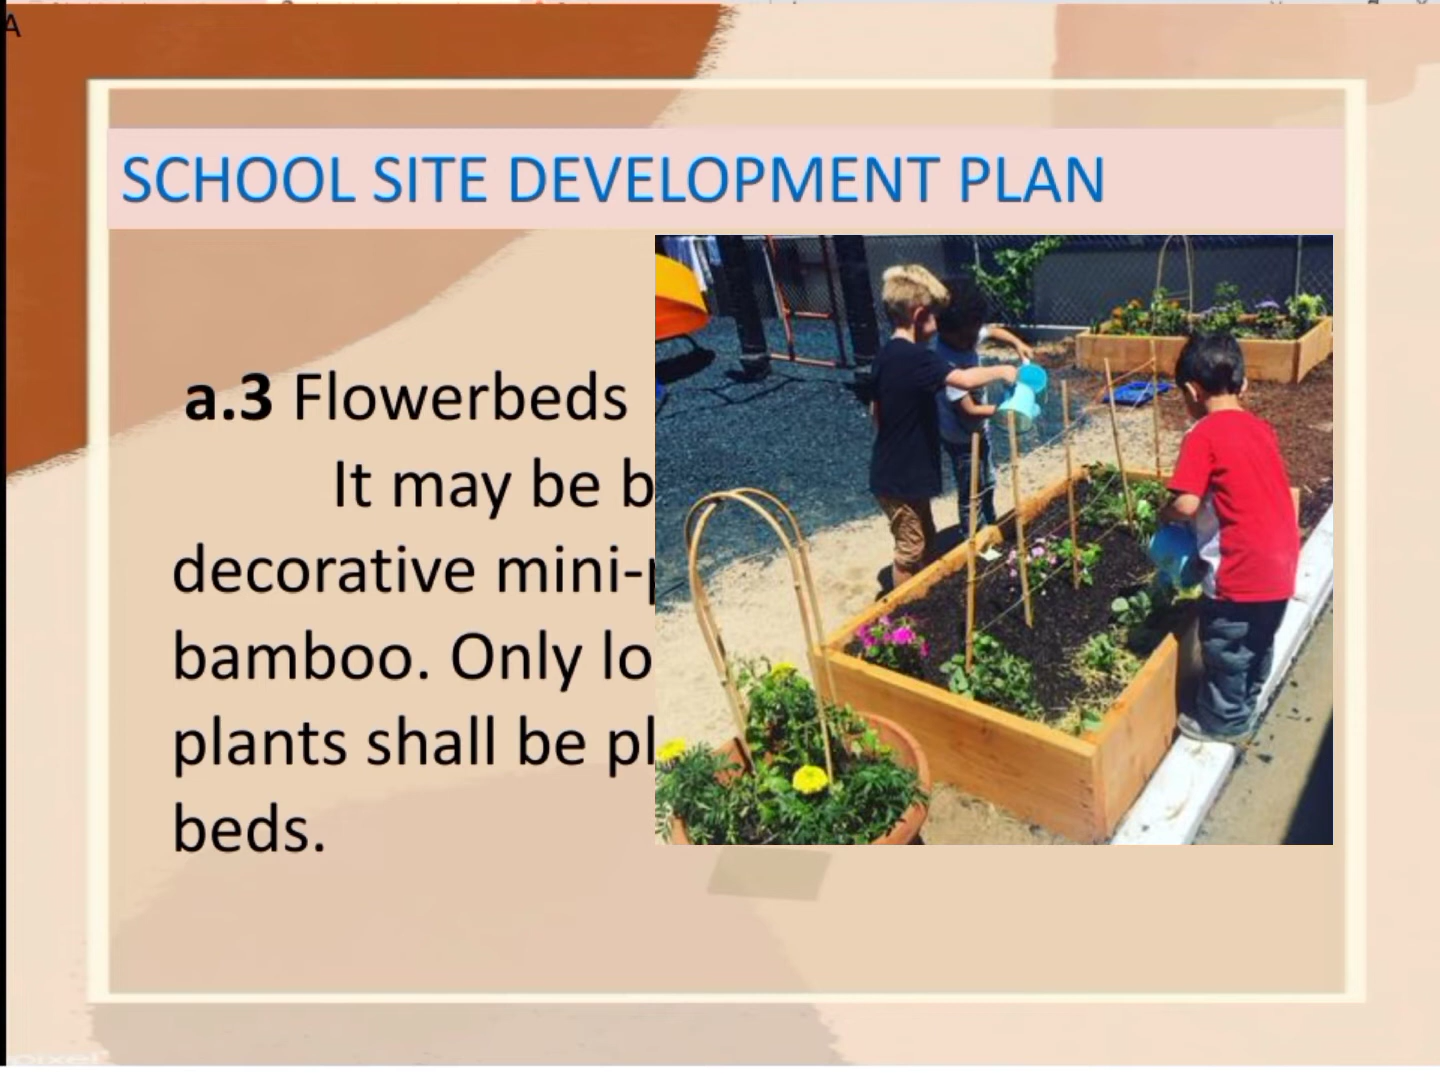 SCHOOL SITE DEVELOPMENT PLAN
a.3 Flowerbeds
It may be b
decorative mini-
bamboo. Only lo
plants shall be pl
beds.